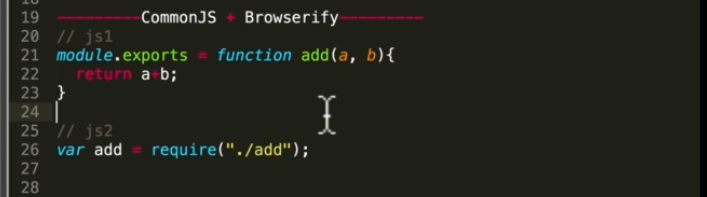 19 ---------CommonJS + Browserify---------
20 // js1
21 module.exports = function add(a, b){
22   return a+b;
23 }
24
25 // js2
26 var add = require("./add");
27
28